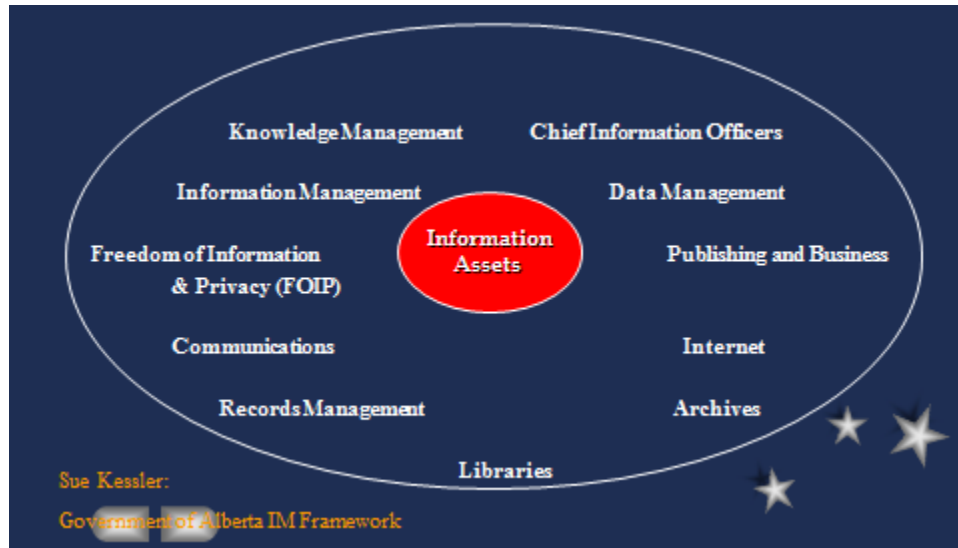 Knowledge Management
Chief Information Officers
Information Management
Data Management
Information
Assets
Freedom of Information
& Privacy (FOIP)
Publishing and Business
Communications
Internet
Records Management
Archives
Libraries
Sue Kessler:
Government of Alberta IM Framework